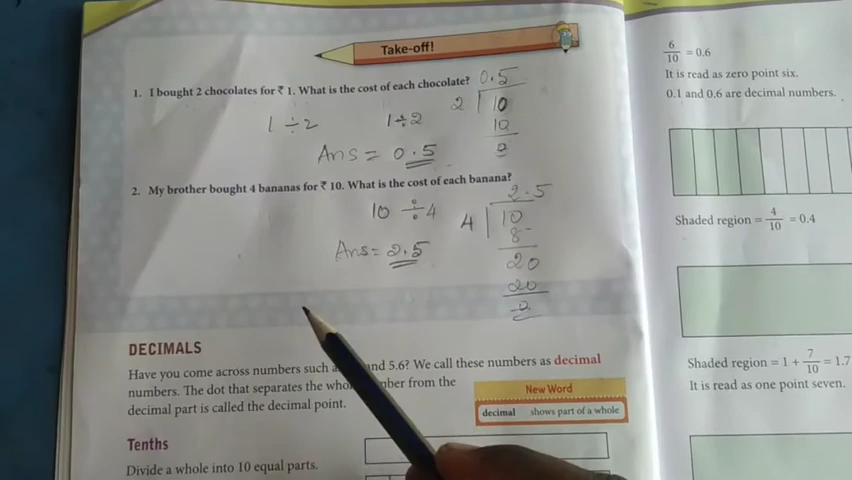 Take-off!
1. I bought 2 chocolates for ₹ 1. What is the cost of each chocolate?
0.5
2 10
10
0
1 ÷ 2
1 ÷ 2
Ans = 0.5
2. My brother bought 4 bananas for ₹ 10. What is the cost of each banana?
2.5
4 10
8
20
20
0
10 ÷ 4
Ans = 2.5
DECIMALS
Have you come across numbers such and 5.6? We call these numbers as decimal
numbers. The dot that separates the from the
decimal part is called the decimal point.
New Word
decimal shows part of a whole
Tenths
Divide a whole into 10 equal parts.
6/10 = 0.6
It is read as zero point six.
0.1 and 0.6 are decimal numbers.
Shaded region = 4/10 = 0.4
Shaded region = 1 + 7/10 = 1.7
It is read as one point seven.